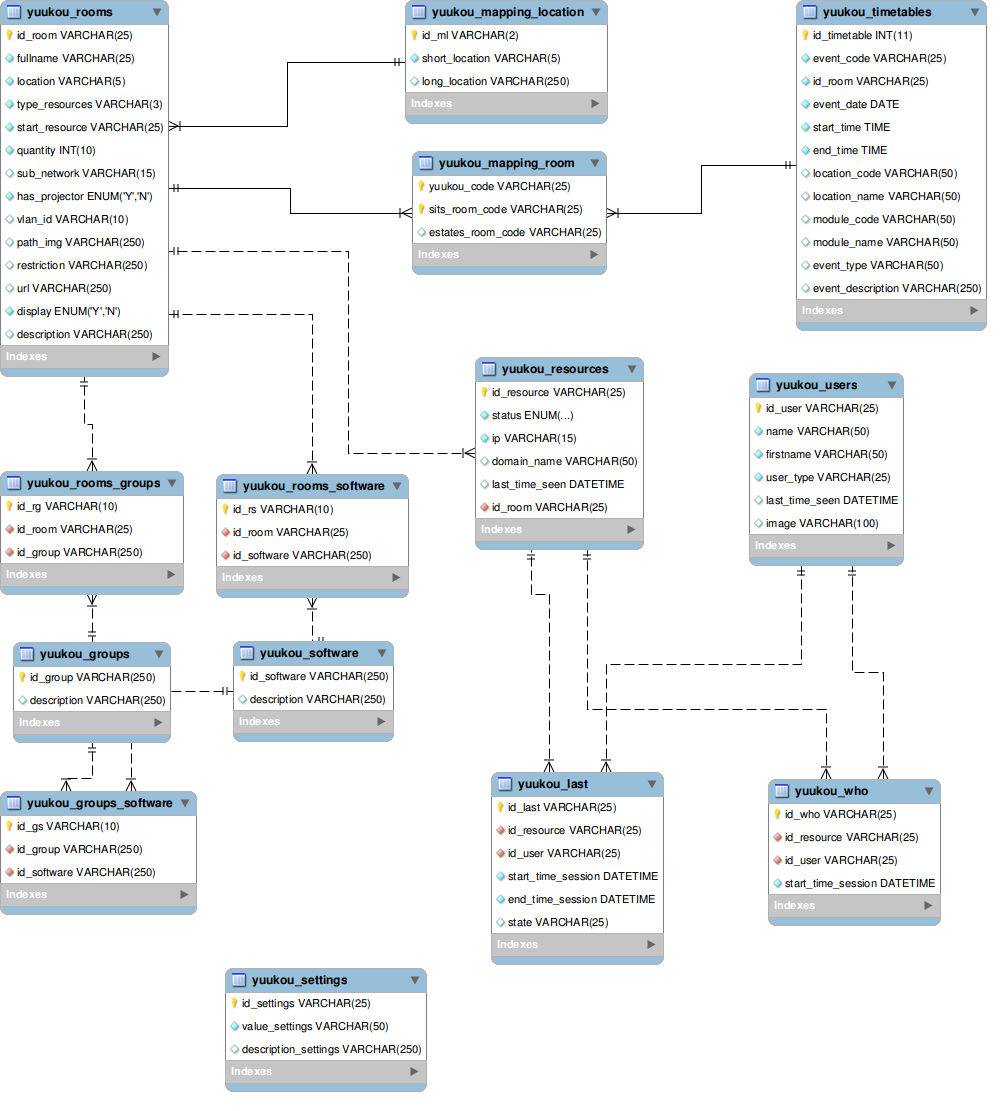 yuukou_rooms
id_room VARCHAR(25)
fullname VARCHAR(25)
location VARCHAR(5)
type_resources VARCHAR(3)
start_resource VARCHAR(25)
quantity INT(10)
sub_network VARCHAR(15)
has_projector ENUM('Y','N')
vlan_id VARCHAR(10)
path_img VARCHAR(250)
restriction VARCHAR(250)
url VARCHAR(250)
display ENUM('Y','N')
description VARCHAR(250)
Indexes
yuukou_mapping_location
id_ml VARCHAR(2)
short_location VARCHAR(5)
long_location VARCHAR(250)
Indexes
yuukou_timetables
id_timetable INT(11)
event_code VARCHAR(25)
id_room VARCHAR(25)
event_date DATE
start_time TIME
end_time TIME
location_code VARCHAR(50)
location_name VARCHAR(50)
module_code VARCHAR(50)
module_name VARCHAR(50)
event_type VARCHAR(50)
event_description VARCHAR(250)
Indexes
yuukou_mapping_room
yuukou_code VARCHAR(25)
sits_room_code VARCHAR(25)
estates_room_code VARCHAR(25)
Indexes
yuukou_resources
id_resource VARCHAR(25)
status ENUM(...)
ip VARCHAR(15)
domain_name VARCHAR(50)
last_time_seen DATETIME
id_room VARCHAR(25)
Indexes
yuukou_users
id_user VARCHAR(25)
name VARCHAR(50)
firstname VARCHAR(50)
user_type VARCHAR(25)
last_time_seen DATETIME
image VARCHAR(100)
Indexes
yuukou_rooms_groups
id_rg VARCHAR(10)
id_room VARCHAR(25)
id_group VARCHAR(250)
Indexes
yuukou_rooms_software
id_rs VARCHAR(10)
id_room VARCHAR(25)
id_software VARCHAR(250)
Indexes
yuukou_groups
id_group VARCHAR(250)
description VARCHAR(250)
Indexes
yuukou_software
id_software VARCHAR(250)
description VARCHAR(250)
Indexes
yuukou_groups_software
id_gs VARCHAR(10)
id_group VARCHAR(250)
id_software VARCHAR(250)
Indexes
yuukou_last
id_last VARCHAR(25)
id_resource VARCHAR(25)
id_user VARCHAR(25)
start_time_session DATETIME
end_time_session DATETIME
state VARCHAR(25)
Indexes
yuukou_who
id_who VARCHAR(25)
id_resource VARCHAR(25)
id_user VARCHAR(25)
start_time_session DATETIME
Indexes
yuukou_settings
id_settings VARCHAR(25)
value_settings VARCHAR(50)
description_settings VARCHAR(250)
Indexes